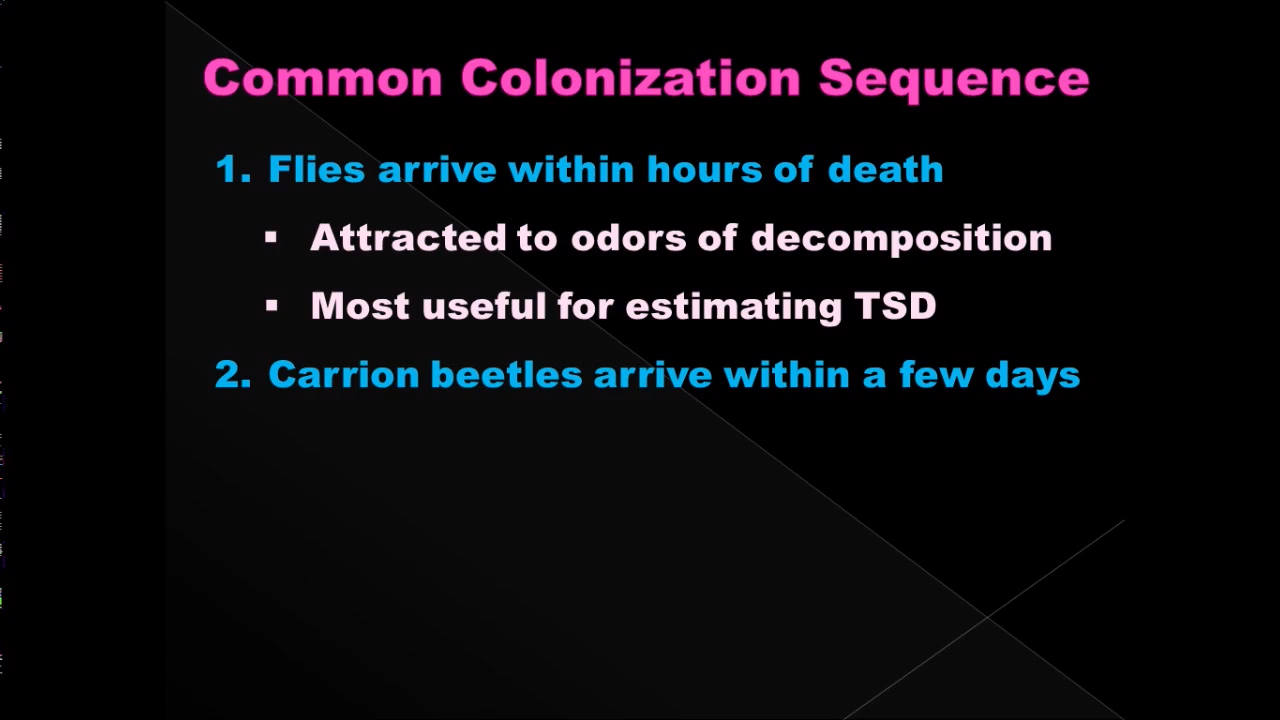 Common Colonization Sequence
1. Flies arrive within hours of death
▪ Attracted to odors of decomposition
▪ Most useful for estimating TSD
2. Carrion beetles arrive within a few days